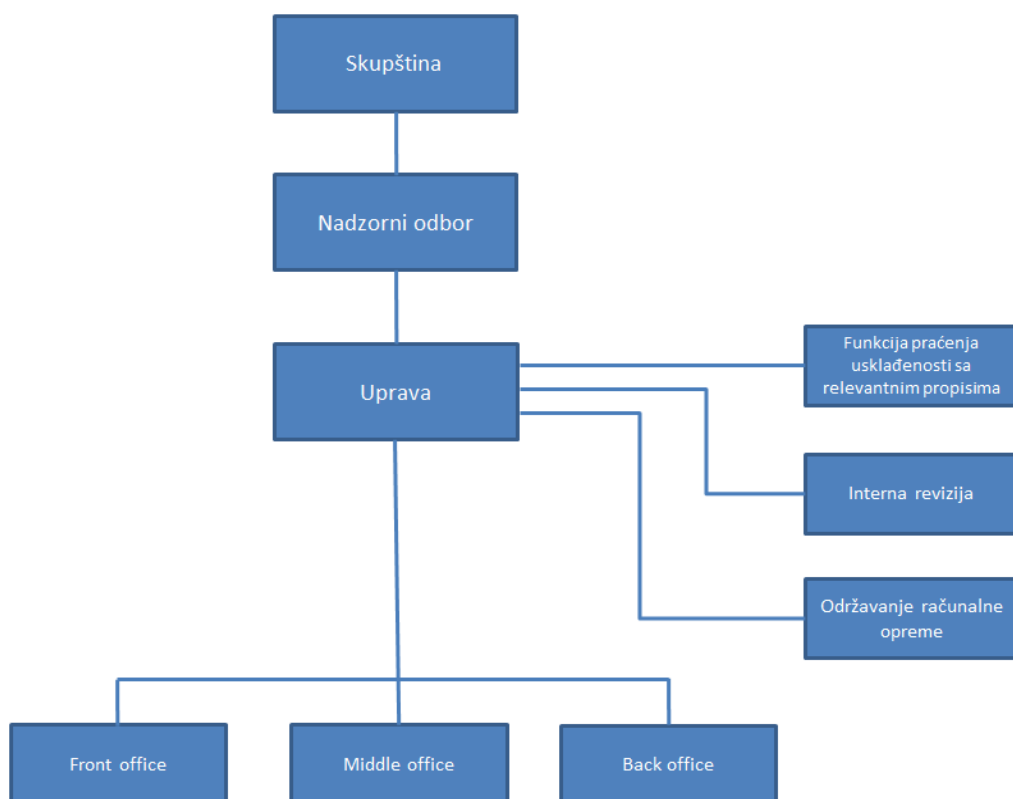 Skupština
Nadzorni odbor
Uprava
Funkcija praćenja
usklađenosti sa
relevantnim propisima
Interna revizija
Održavanje računalne
opreme
Front office
Middle office
Back office